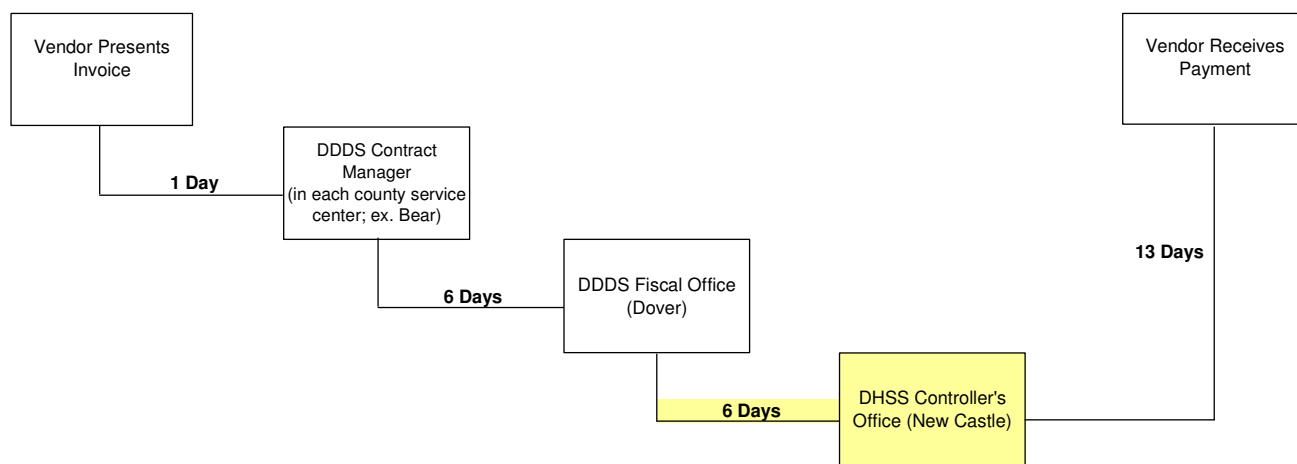 Vendor Presents
Invoice
1 Day
DDDS Contract
Manager
(in each county service
center; ex. Bear)
6 Days
DDDS Fiscal Office
(Dover)
6 Days
DHSS Controller's
Office (New Castle)
13 Days
Vendor Receives
Payment